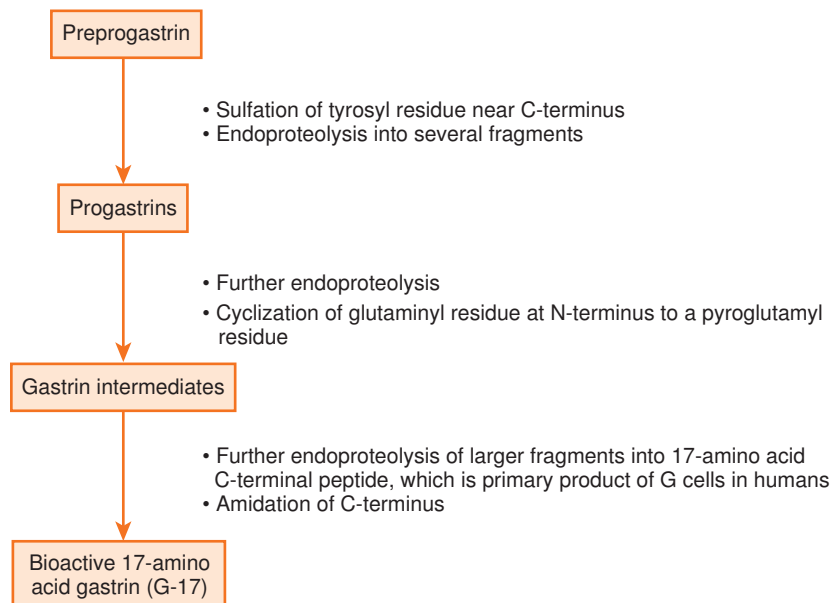 Preprogastrin
• Sulfation of tyrosyl residue near C-terminus
• Endoproteolysis into several fragments
Progastrins
• Further endoproteolysis
• Cyclization of glutaminyl residue at N-terminus to a pyroglutamyl
residue
Gastrin intermediates
• Further endoproteolysis of larger fragments into 17-amino acid
C-terminal peptide, which is primary product of G cells in humans
• Amidation of C-terminus
Bioactive 17-amino
acid gastrin (G-17)